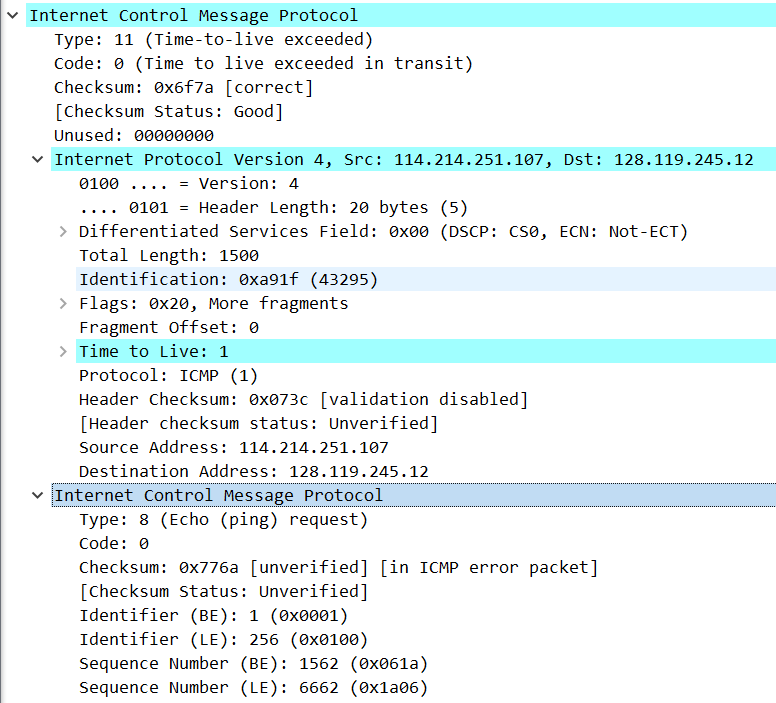 Internet Control Message Protocol
Type: 11 (Time-to-live exceeded)
Code: 0 (Time to live exceeded in transit)
Checksum: 0x6f7a [correct]
[Checksum Status: Good]
Unused: 00000000
Internet Protocol Version 4, Src: 114.214.251.107, Dst: 128.119.245.12
0100 .... = Version: 4
.... 0101 = Header Length: 20 bytes (5)
Differentiated Services Field: 0x00 (DSCP: CS0, ECN: Not-ECT)
Total Length: 1500
Identification: 0xa91f (43295)
Flags: 0x20, More fragments
Fragment Offset: 0
Time to Live: 1
Protocol: ICMP (1)
Header Checksum: 0x073c [validation disabled]
[Header checksum status: Unverified]
Source Address: 114.214.251.107
Destination Address: 128.119.245.12
Internet Control Message Protocol
Type: 8 (Echo (ping) request)
Code: 0
Checksum: 0x776a [unverified] [in ICMP error packet]
[Checksum Status: Unverified]
Identifier (BE): 1 (0x0001)
Identifier (LE): 256 (0x0100)
Sequence Number (BE): 1562 (0x061a)
Sequence Number (LE): 6662 (0x1a06)